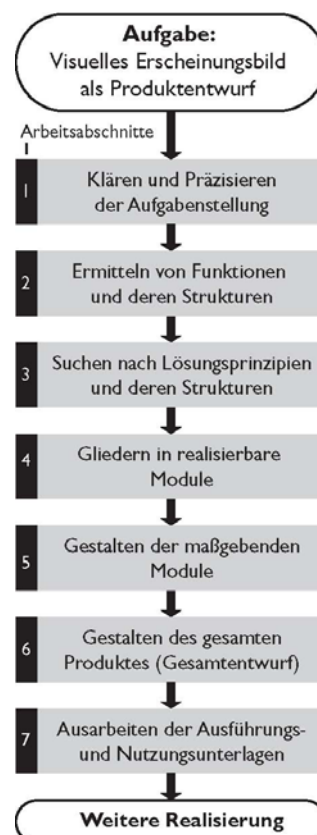 Aufgabe:
Visuelles Erscheinungsbild
als Produktentwurf
Arbeitsabschnitte
1
Klären und Präzisieren
der Aufgabenstellung
2
Ermitteln von Funktionen
und deren Strukturen
3
Suchen nach Lösungsprinzipien
und deren Strukturen
4
Gliedern in realisierbare
Module
5
Gestalten der maßgebenden
Module
6
Gestalten des gesamten
Produktes (Gesamtentwurf)
7
Ausarbeiten der Ausführungs-
und Nutzungsunterlagen
Weitere Realisierung